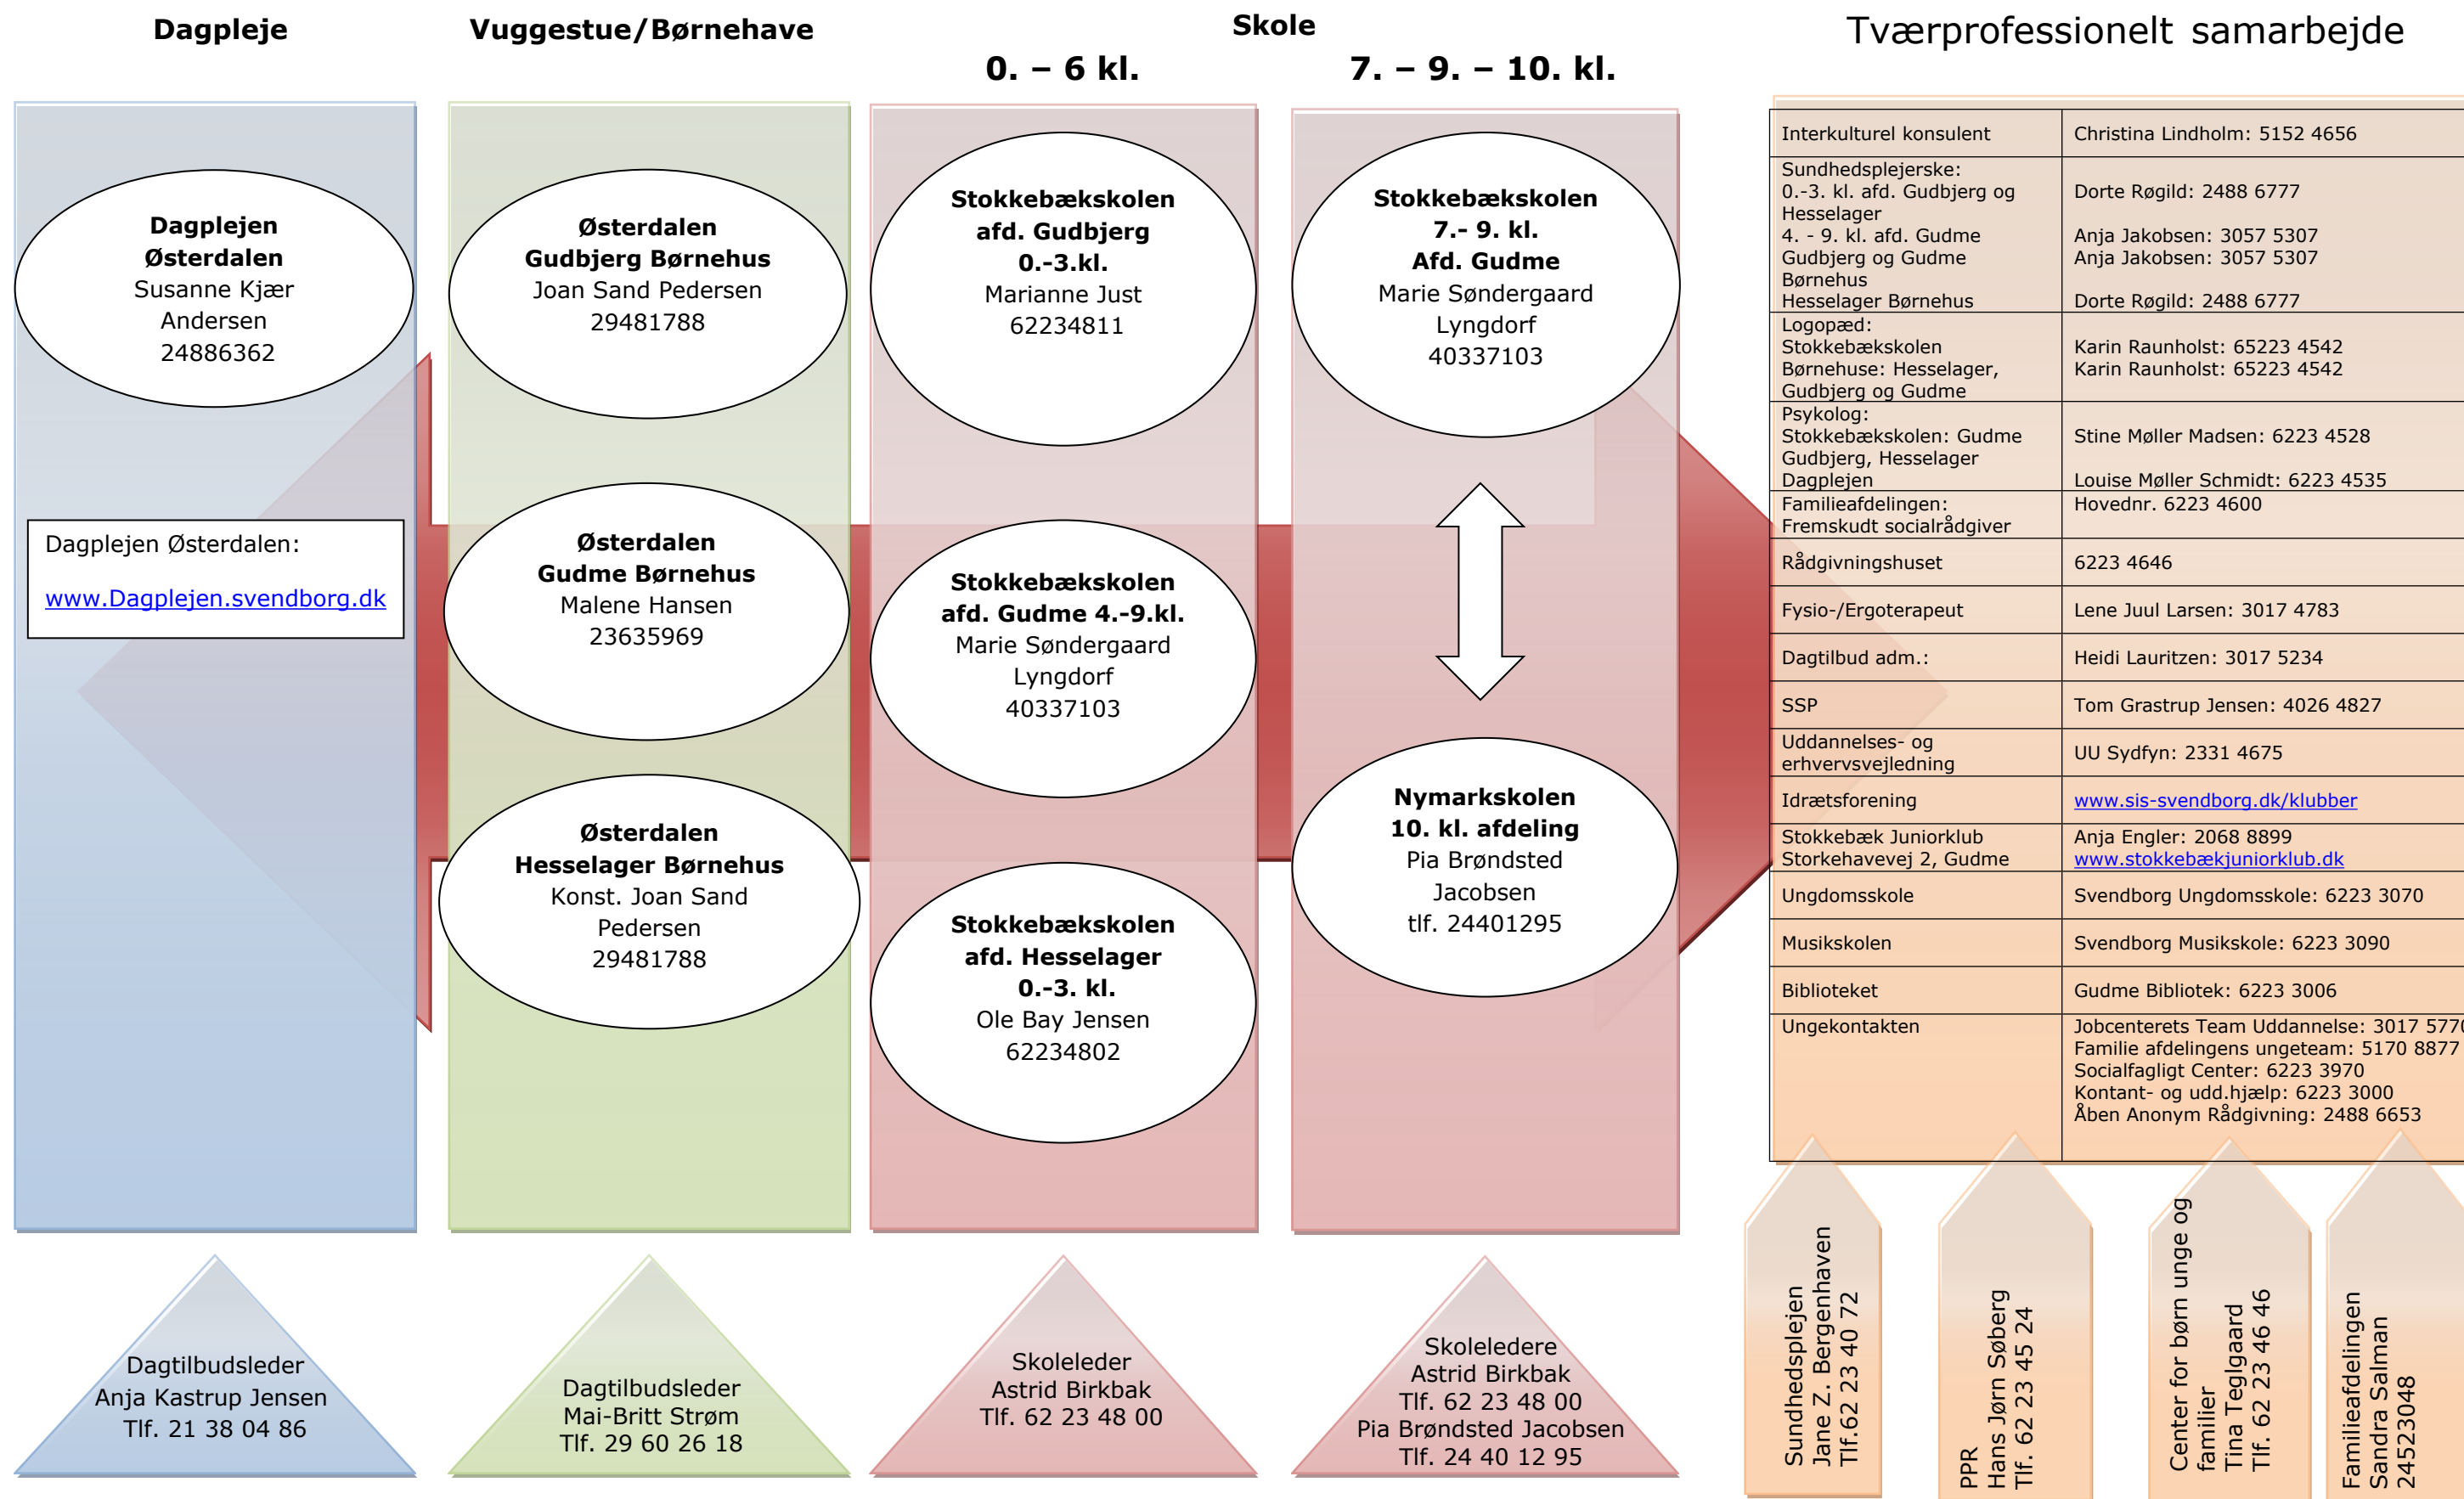 Dagpleje
Vuggestue/Børnehave
Skole
0. – 6 kl.
7. – 9. – 10. kl.
Tværprofessionelt samarbejde
Dagplejen
Østerdalen
Susanne Kjær
Andersen
24886362
Dagplejen Østerdalen:
www.Dagplejen.svendborg.dk
Østerdalen
Gudbjerg Børnehus
Joan Sand Pedersen
29481788
Østerdalen
Gudme Børnehus
Malene Hansen
23635969
Østerdalen
Hesselager Børnehus
Konst. Joan Sand
Pedersen
29481788
Stokkebækskolen
afd. Gudbjerg
0.-3.kl.
Marianne Just
62234811
Stokkebækskolen
afd. Gudme 4.-9.kl.
Marie Søndergaard
Lyngdorf
40337103
Stokkebækskolen
afd. Hesselager
0.-3. kl.
Ole Bay Jensen
62234802
Stokkebækskolen
7.- 9. kl.
Afd. Gudme
Marie Søndergaard
Lyngdorf
40337103
Nymarkskolen
10. kl. afdeling
Pia Brøndsted
Jacobsen
tlf. 24401295
Interkulturel konsulent Christina Lindholm: 5152 4656
Sundhedsplejerske:
0.-3. kl. afd. Gudbjerg og Dorte Røgild: 2488 6777
Hesselager
4. - 9. kl. afd. Gudme Anja Jakobsen: 3057 5307
Gudbjerg og Gudme Anja Jakobsen: 3057 5307
Børnehus
Hesselager Børnehus Dorte Røgild: 2488 6777
Logopæd:
Stokkebækskolen Karin Raunholst: 65223 4542
Børnehuse: Hesselager, Karin Raunholst: 65223 4542
Gudbjerg og Gudme
Psykolog:
Stokkebækskolen: Gudme Stine Møller Madsen: 6223 4528
Gudbjerg, Hesselager
Dagplejen Louise Møller Schmidt: 6223 4535
Familieafdelingen: Hovednr. 6223 4600
Fremskudt socialrådgiver
Rådgivningshuset 6223 4646
Fysio-/Ergoterapeut Lene Juul Larsen: 3017 4783
Dagtilbud adm.: Heidi Lauritzen: 3017 5234
SSP Tom Grastrup Jensen: 4026 4827
Uddannelses- og
erhvervsvejledning UU Sydfyn: 2331 4675
Idrætsforening www.sis-svendborg.dk/klubber
Stokkebæk Juniorklub Anja Engler: 2068 8899
Storkehavevej 2, Gudme www.stokkebækjuniorklub.dk
Ungdomsskole Svendborg Ungdomsskole: 6223 3070
Musikskolen Svendborg Musikskole: 6223 3090
Biblioteket Gudme Bibliotek: 6223 3006
Ungekontakten Jobcenterets Team Uddannelse: 3017 5770
Familie afdelingens ungeteam: 5170 8877
Socialfagligt Center: 6223 3970
Kontant- og udd.hjælp: 6223 3000
Åben Anonym Rådgivning: 2488 6653
Dagtilbudsleder
Anja Kastrup Jensen
Tlf. 21 38 04 86
Dagtilbudsleder
Mai-Britt Strøm
Tlf. 29 60 26 18
Skoleleder
Astrid Birkbak
Tlf. 62 23 48 00
Skoleledere
Astrid Birkbak
Tlf. 62 23 48 00
Pia Brøndsted Jacobsen
Tlf. 24 40 12 95
Sundhedsplejen
Jane Z. Bergenhaven
Tlf.62 23 40 72
PPR
Hans Jørn Søberg
Tlf. 62 23 45 24
Center for børn unge og
familier
Tina Teglgaard
Tlf. 62 23 46 46
Familieafdelingen
Sandra Salman
24523048